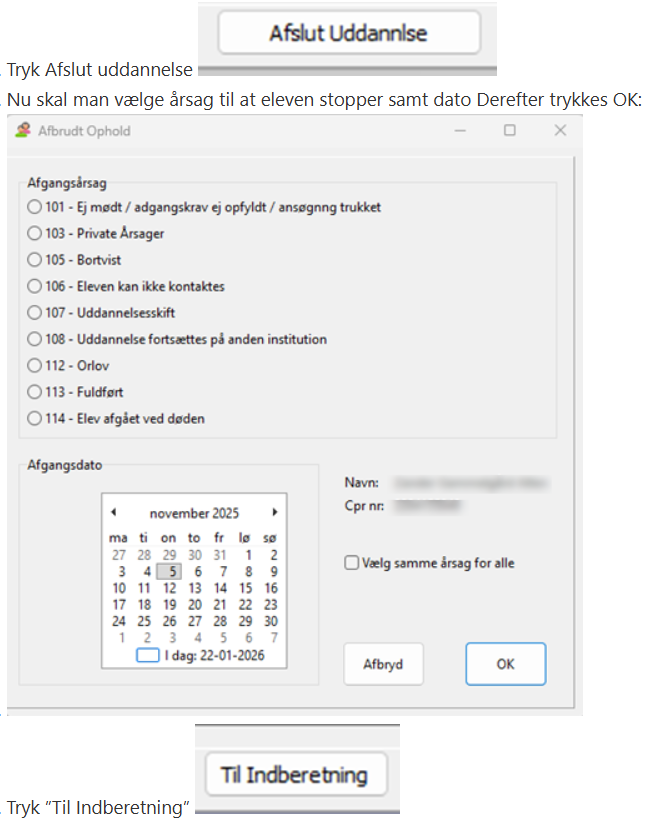 Afslut Uddannlse
. Tryk Afslut uddannelse
. Nu skal man vælge årsag til at eleven stopper samt dato Derefter trykkes OK:
Afbrudt Ophold
Afgangsårsag
101 - Ej mødt / adgangskrav ej opfyldt / ansøgnng trukket
103 - Private Årsager
105 - Bortvist
106 - Eleven kan ikke kontaktes
107 - Uddannelsesskift
108 - Uddannelse fortsættes på anden institution
112 - Orlov
113 - Fuldført
114 - Elev afgået ved døden
Afgangsdato
november 2025
ma ti on to fr lø sø
27 28 29 30 31 1 2
3 4 5 6 7 8 9
10 11 12 13 14 15 16
17 18 19 20 21 22 23
24 25 26 27 28 29 30
1 2 3 4 5 6 7
I dag: 22-01-2026
Navn:
Cpr nr:
Vælg samme årsag for alle
Afbryd
OK
Til Indberetning
. Tryk "Til Indberetning"